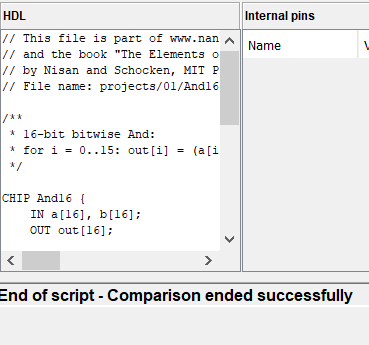 HDL
Internal pins
// This file is part of www.nan
// and the book "The Elements o
// by Nisan and Schocken, MIT P
// File name: projects/01/And16
/**
* 16-bit bitwise And:
* for i = 0..15: out[i] = (a[i
*/
CHIP And16 {
IN a[16], b[16];
OUT out[16];
Name
End of script - Comparison ended successfully